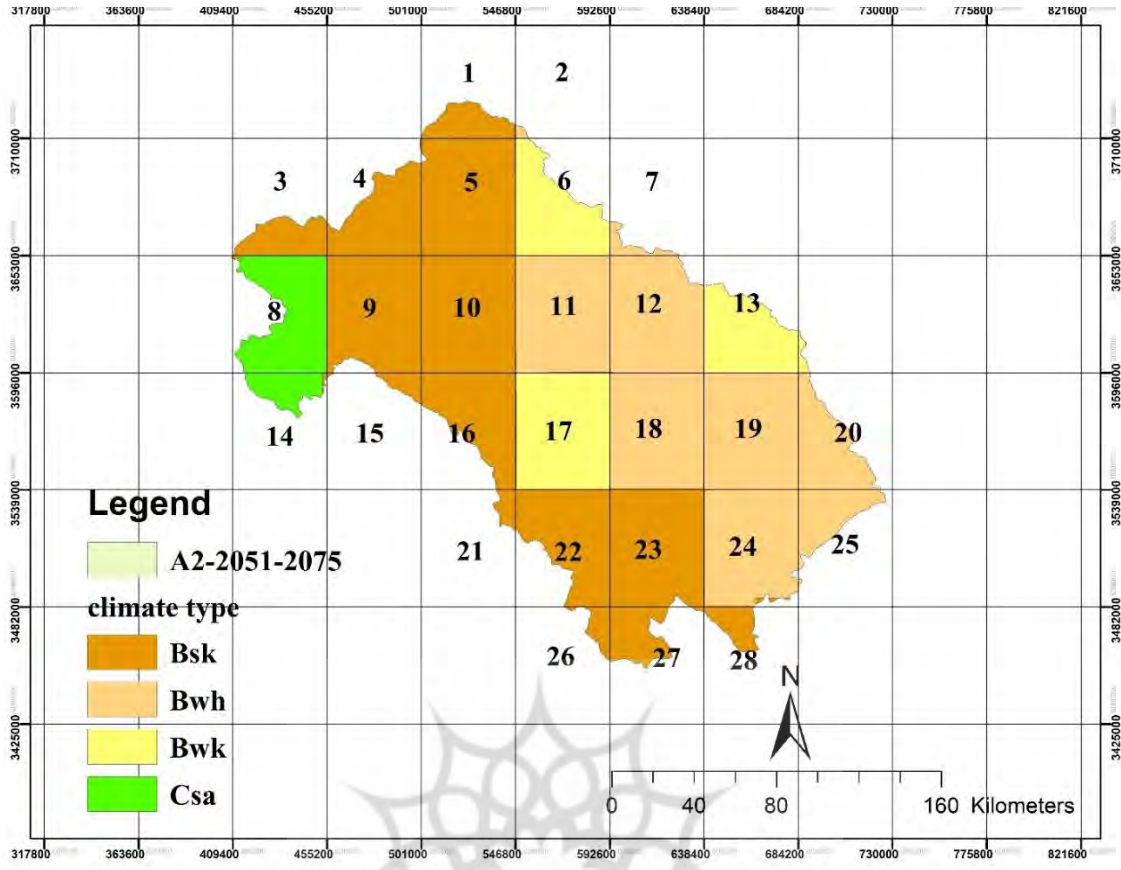 317800 363600 409400 455200 501000 546800 592600 638400 684200 730000 775800 821600
1 2
3710000 3710000
3 4 5 6 7
3653000 3653000
8 9 10 11 12 13
3596000 3596000
14 15 16 17 18 19 20
3539000 3539000
Legend
21 22 23 24 25
A2-2051-2075
climate type
3482000 3482000
Bsk
26 27 28
N
Bwh
3425000 3425000
Bwk
Csa
0 40 80 160 Kilometers
317800 363600 409400 455200 501000 546800 592600 638400 684200 730000 775800 821600